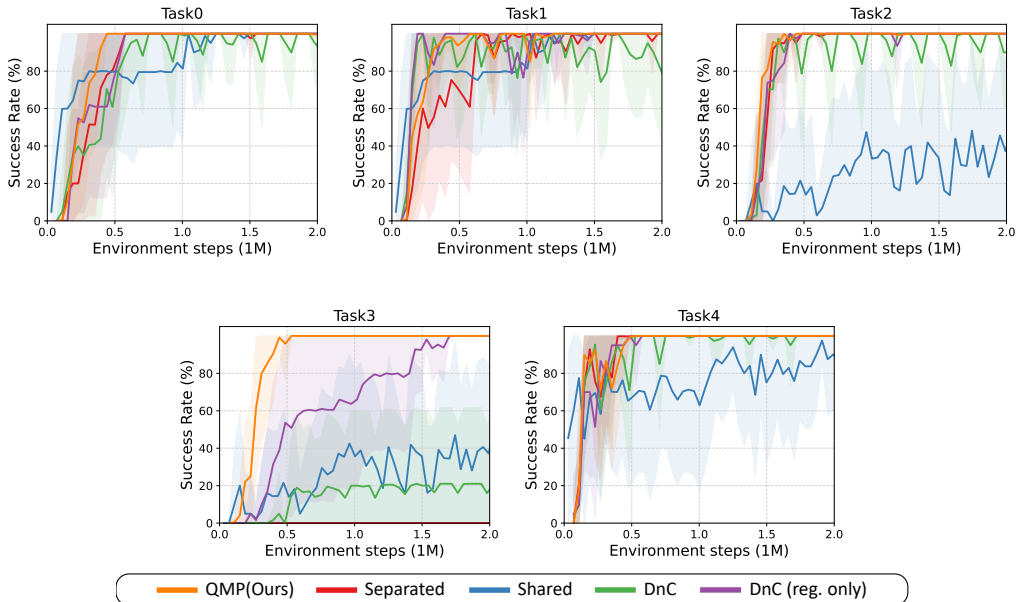 Task0
Task1
Task2
Success Rate (%)
80
60
40
20
0
0.0 0.5 1.0 1.5 2.0
Environment steps (1M)
Success Rate (%)
80
60
40
20
0
0.0 0.5 1.0 1.5 2.0
Environment steps (1M)
Success Rate (%)
80
60
40
20
0
0.0 0.5 1.0 1.5 2.0
Environment steps (1M)
Task3
Task4
Success Rate (%)
80
60
40
20
0
0.0 0.5 1.0 1.5 2.0
Environment steps (1M)
Success Rate (%)
80
60
40
20
0
0.0 0.5 1.0 1.5 2.0
Environment steps (1M)
QMP(Ours) Separated Shared DnC DnC (reg. only)